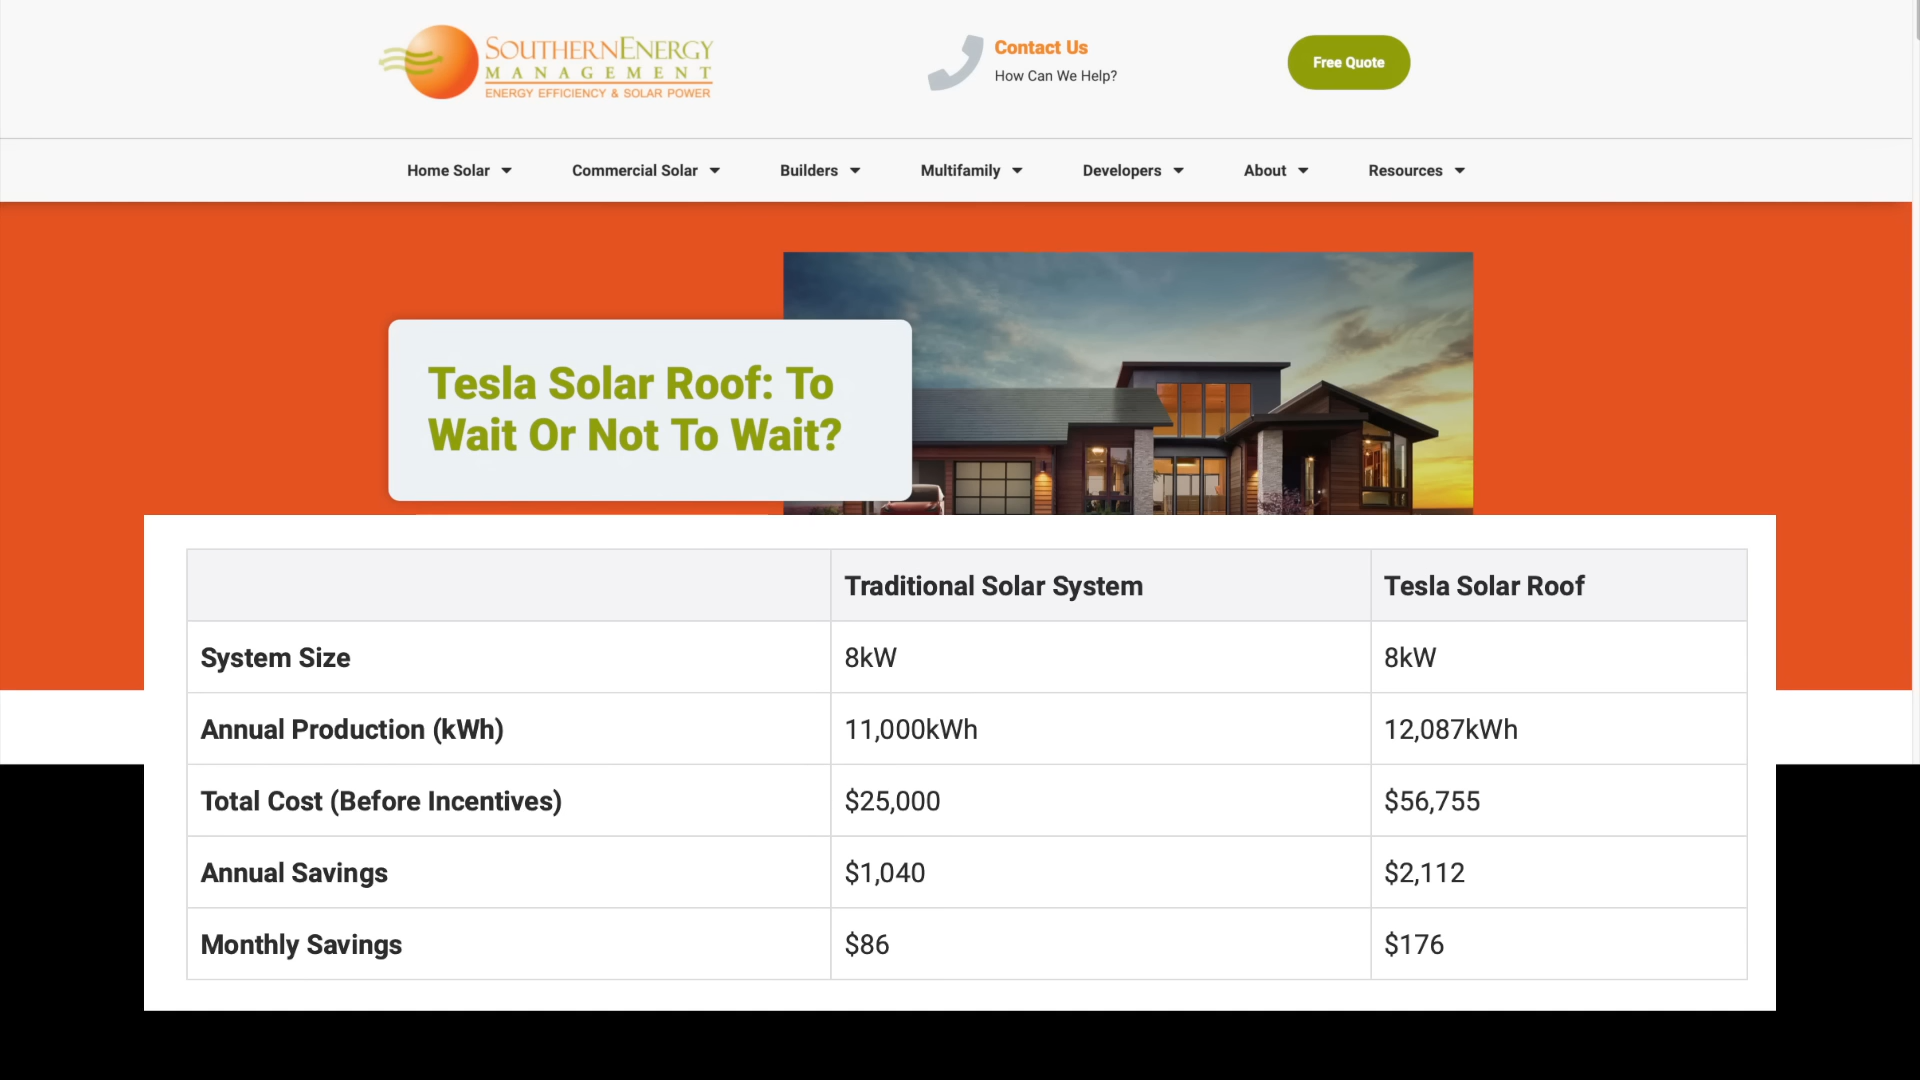 SOUTHERNENERGY
MANAGEMENT
ENERGY EFFICIENCY & SOLAR POWER
Contact Us
How Can We Help?
Free Quote
Home Solar
Commercial Solar
Builders
Multifamily
Developers
About
Resources
Tesla Solar Roof: To
Wait Or Not To Wait?
Traditional Solar System Tesla Solar Roof
System Size 8kW 8kW
Annual Production (kWh) 11,000kWh 12,087kWh
Total Cost (Before Incentives) $25,000 $56,755
Annual Savings $1,040 $2,112
Monthly Savings $86 $176